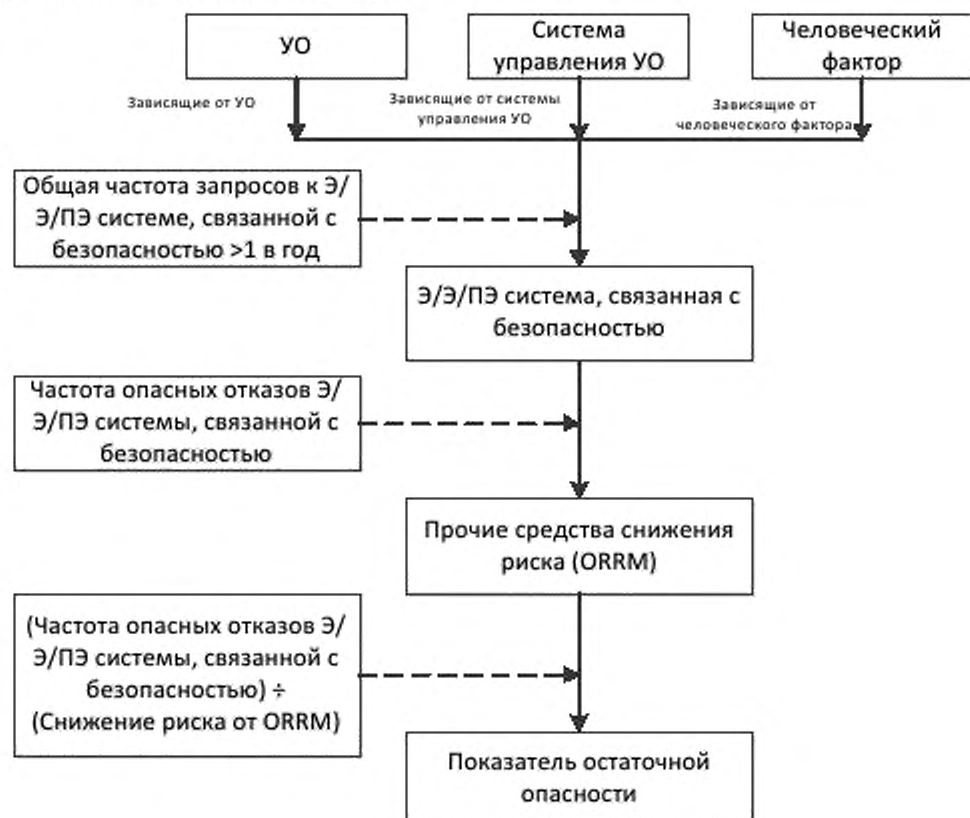 УО
Система
управления УО
Человеческий
фактор
Зависящие от УО
Зависящие от системы
управления УО
Зависящие от
человеческого фактора
Общая частота запросов к Э/
Э/ПЭ системе, связанной с
безопасностью >1 в год
Э/Э/ПЭ система, связанная с
безопасностью
Частота опасных отказов Э/
Э/ПЭ системы, связанной с
безопасностью
Прочие средства снижения
риска (ORRM)
(Частота опасных отказов Э/
Э/ПЭ системы, связанной с
безопасностью) ÷
(Снижение риска от ORRM)
Показатель остаточной
опасности